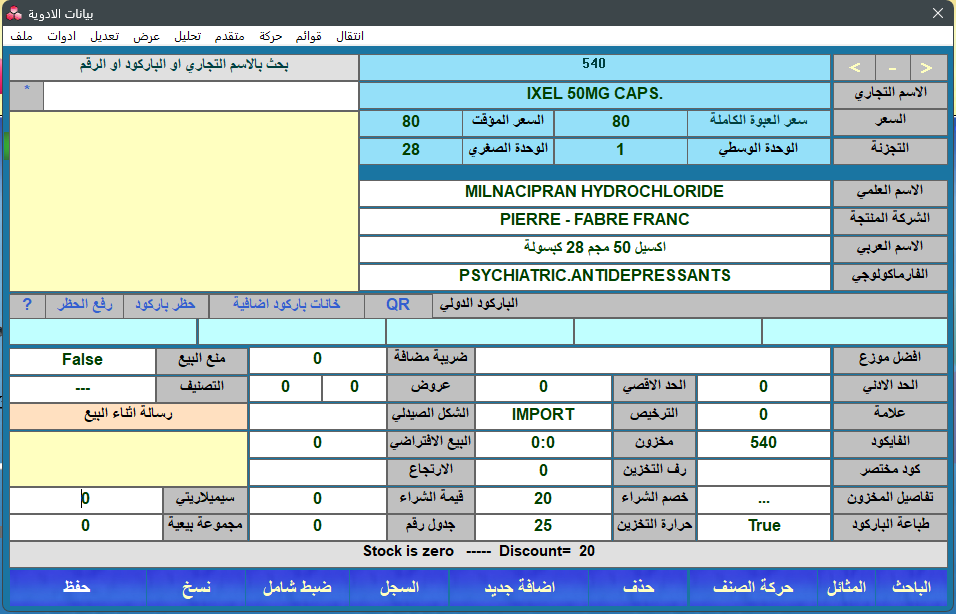 بيانات الادوية
ملف ادوات تعديل عرض تحليل متقدم حركة قوائم انتقال
> - < 540 بحث بالاسم التجاري او الباركود او الرقم
الاسم التجاري IXEL 50MG CAPS. *
السعر سعر العبوة الكاملة 80 السعر المؤقت 80
التجزئة الوحدة الوسطي 1 الوحدة الصغري 28
الاسم العلمي MILNACIPRAN HYDROCHLORIDE
الشركة المنتجة PIERRE - FABRE FRANC
الاسم العربي اكسيل 50 مجم 28 كبسولة
الفارماكولوجي PSYCHIATRIC.ANTIDEPRESSANTS
الباركود الدولي QR خانات باركود اضافية حظر باركود رفع الحظر ?
افضل موزع ضريبة مضافة 0 منع البيع False
الحد الادني 0 الحد الاقصي 0 عروض 0 0 التصنيف ---
علامة 0 الترخيص IMPORT الشكل الصيدلي رسالة اثناء البيع
الفايكود 540 مخزون 0:0 البيع الافتراضي 0
كود مختصر رف التخزين 0 الارتجاع
تفاصيل المخزون ... خصم الشراء 20 قيمة الشراء 0 سيميلاريتي 0
طباعة الباركود True حرارة التخزين 25 جدول رقم 0 مجموعة بيعية 0
Stock is zero ----- Discount= 20
الباحث المثائل حركة الصنف حذف اضافة جديد السجل ضبط شامل نسخ حفظ